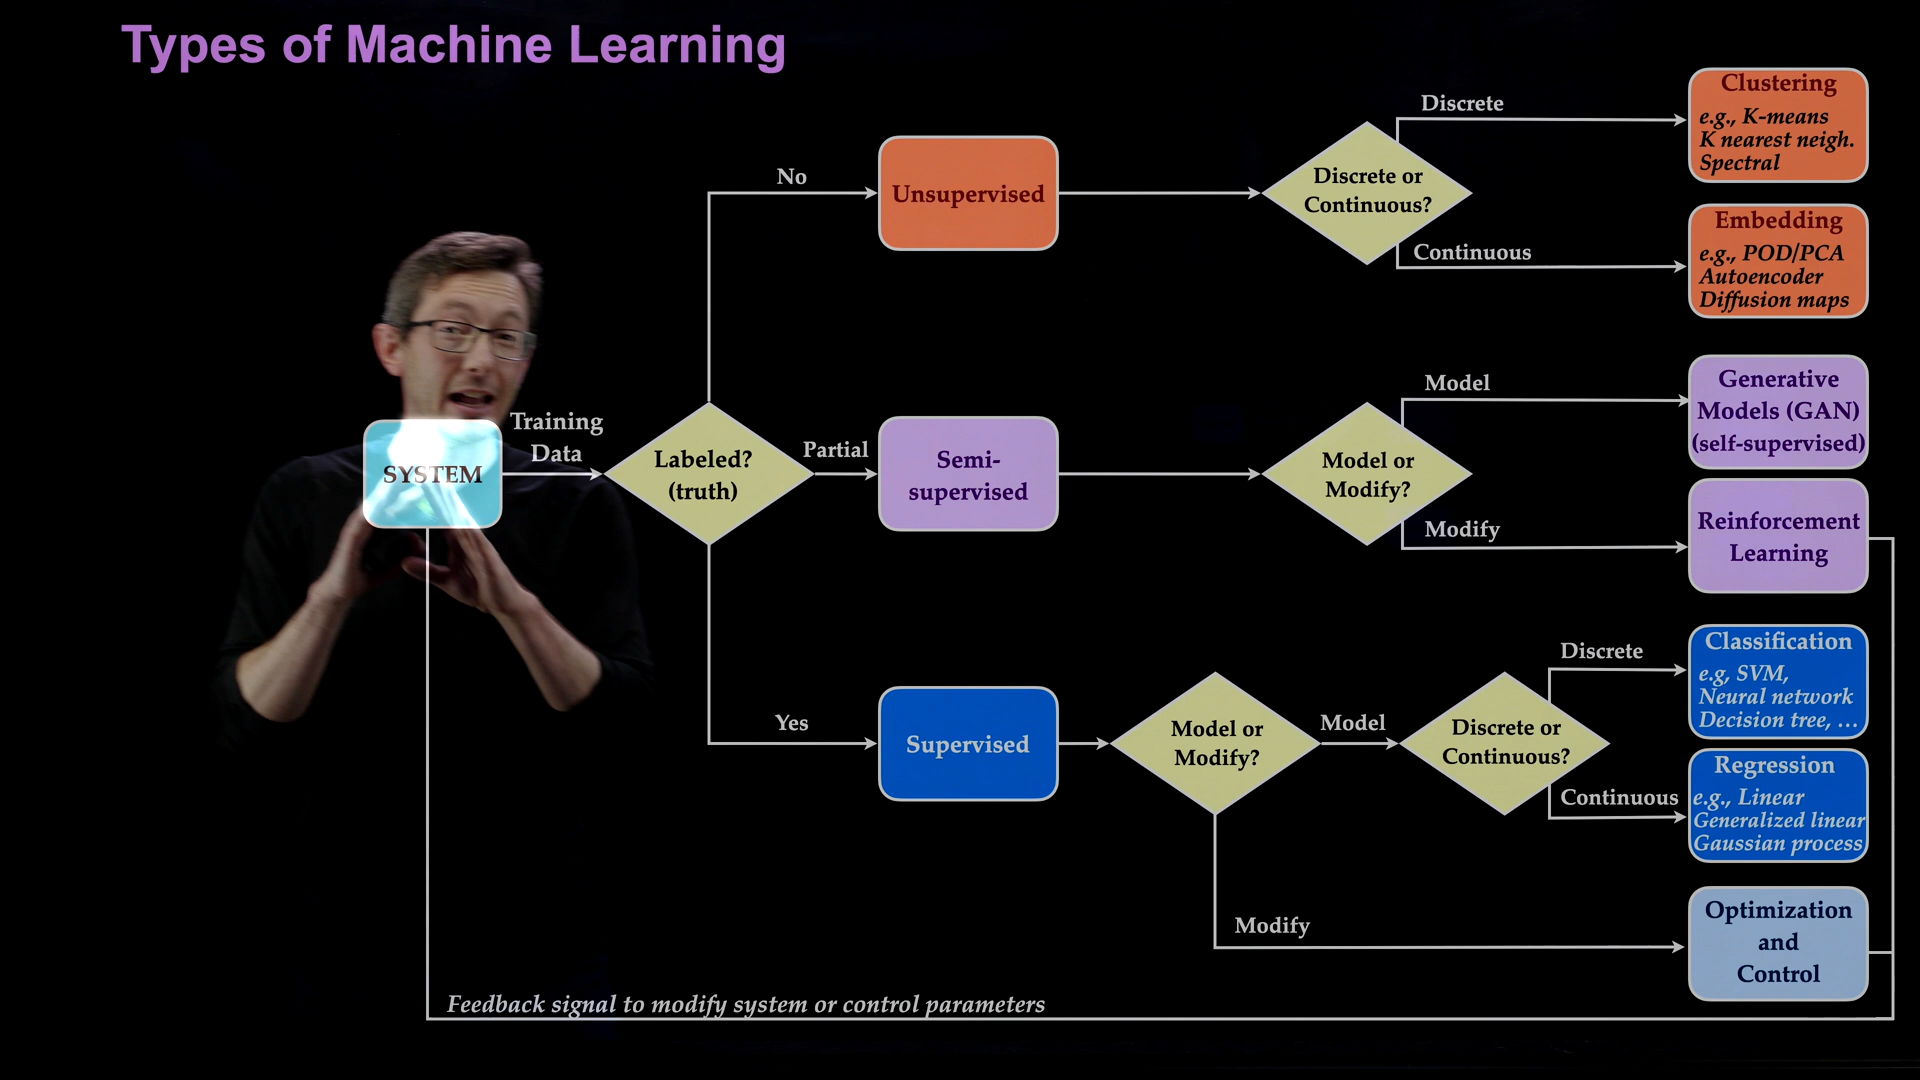 Types of Machine Learning
SYSTEM
Training
Data
Labeled?
(truth)
No
Unsupervised
Discrete or
Continuous?
Discrete
Clustering
e.g., K-means
K nearest neigh.
Spectral
Continuous
Embedding
e.g., POD/PCA
Autoencoder
Diffusion maps
Partial
Semi-
supervised
Model or
Modify?
Model
Generative
Models (GAN)
(self-supervised)
Modify
Reinforcement
Learning
Yes
Supervised
Model or
Modify?
Model
Discrete or
Continuous?
Discrete
Classification
e.g, SVM,
Neural network
Decision tree, ...
Continuous
Regression
e.g., Linear
Generalized linear
Gaussian process
Modify
Optimization
and
Control
Feedback signal to modify system or control parameters